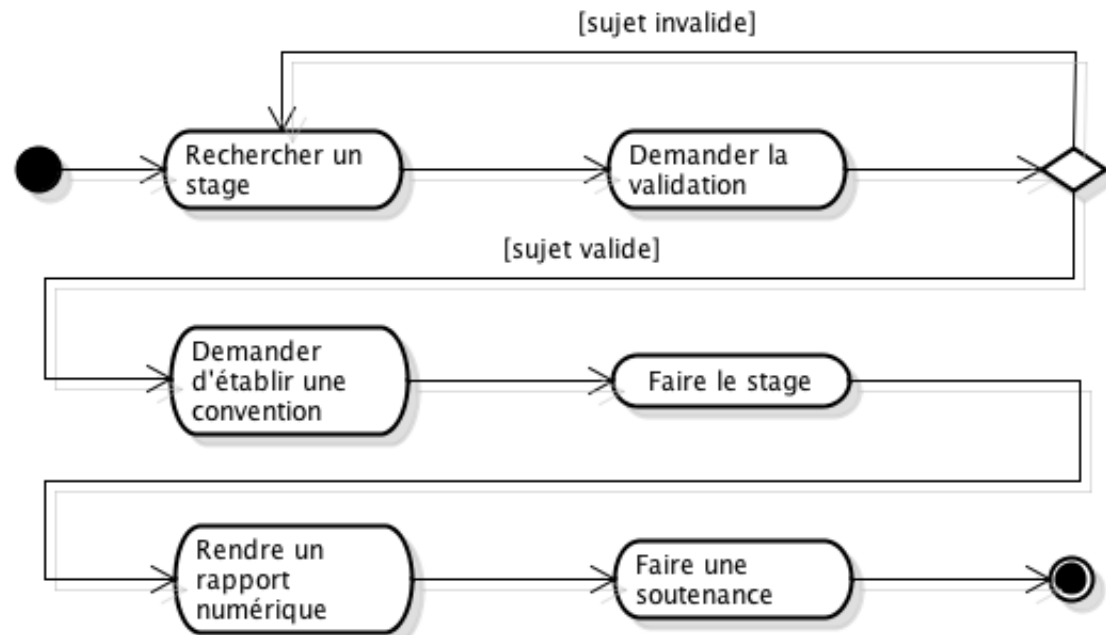 [sujet invalide]
Rechercher un
stage
Demander la
validation
[sujet valide]
Demander
d'établir une
convention
Faire le stage
Rendre un
rapport
numérique
Faire une
soutenance